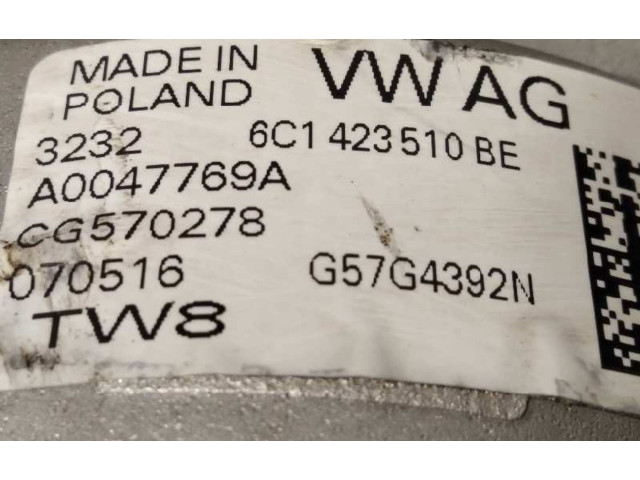 MADE IN VW AG
POLAND
3232 6C1 423 510 BE
A0047769A
CG570278
070516 G57G4392N
TW8